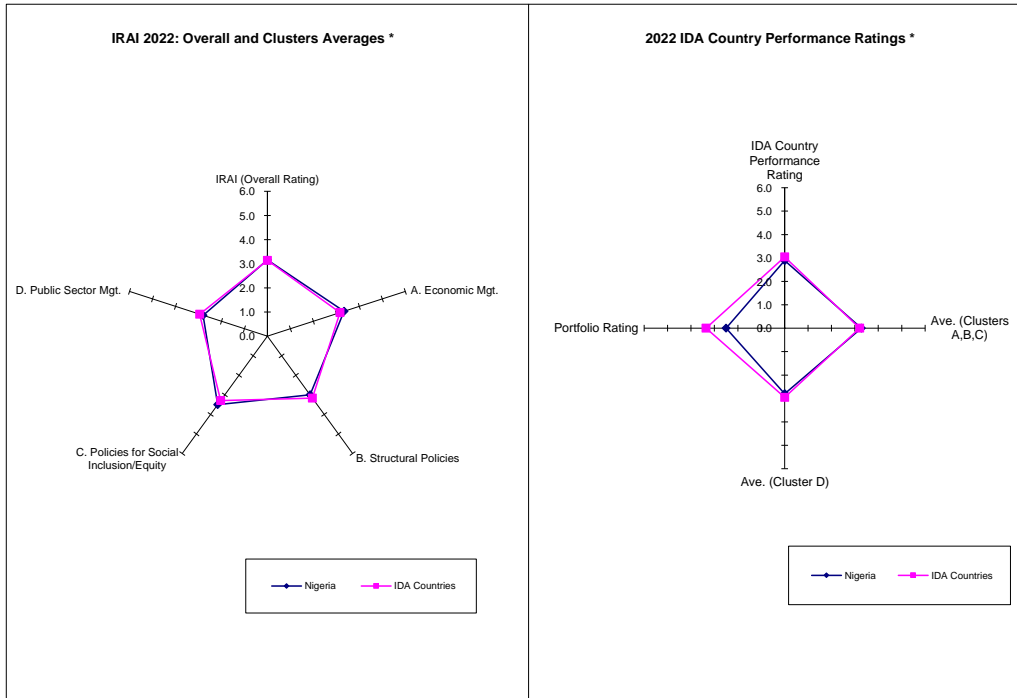 IRAI 2022: Overall and Clusters Averages *
IRAI (Overall Rating)
6.0
5.0
4.0
3.0
2.0
1.0
0.0
A. Economic Mgt.
D. Public Sector Mgt.
C. Policies for Social
Inclusion/Equity
B. Structural Policies
Nigeria
IDA Countries
2022 IDA Country Performance Ratings *
IDA Country
Performance
Rating
6.0
5.0
4.0
3.0
2.0
1.0
0.0
Portfolio Rating
Ave. (Clusters
A,B,C)
Ave. (Cluster D)
Nigeria
IDA Countries